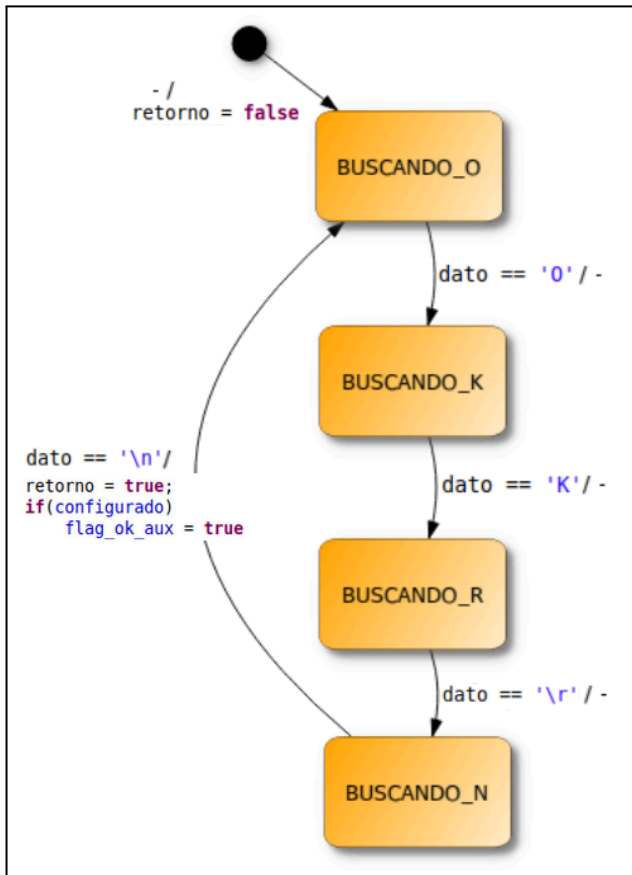 - /
retorno = false
BUSCANDO_O
dato == 'O'/ -
BUSCANDO_K
dato == '\n'/
retorno = true;
if(configurado)
flag_ok_aux = true
dato == 'K'/ -
BUSCANDO_R
dato == '\r'/ -
BUSCANDO_N